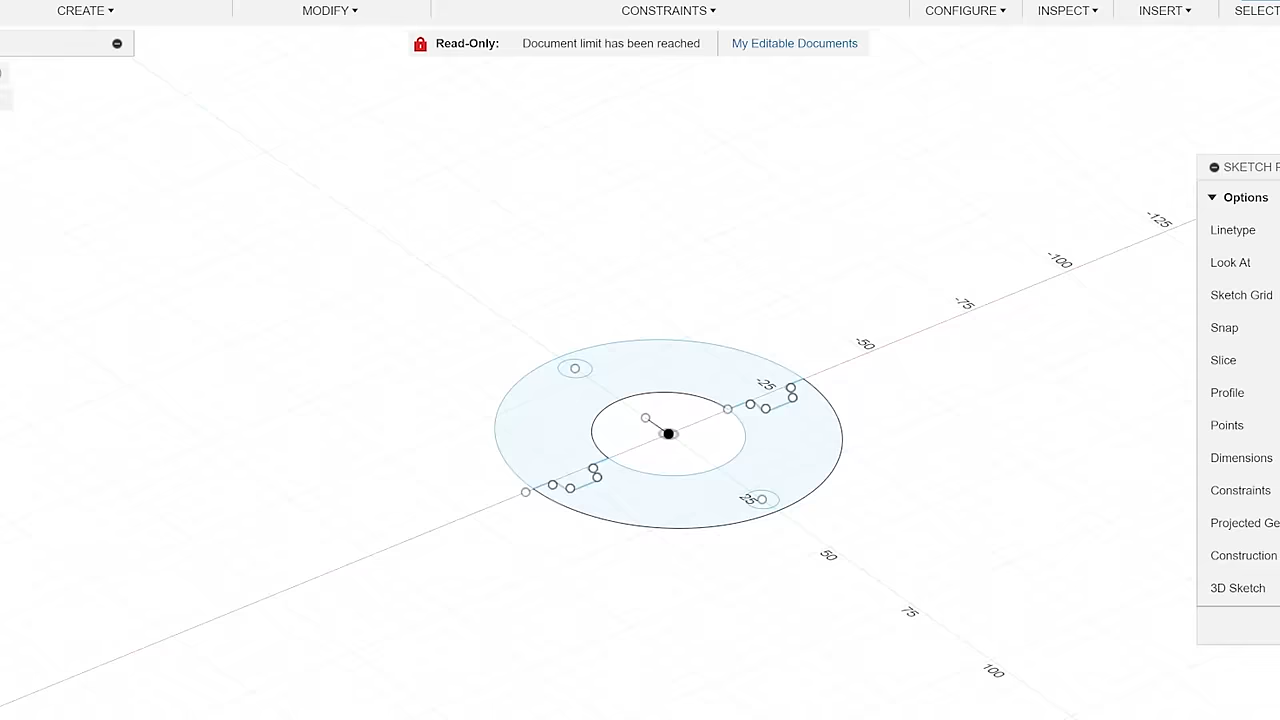 CREATE MODIFY CONSTRAINTS CONFIGURE INSPECT INSERT SELECT
Read-Only: Document limit has been reached My Editable Documents
SKETCH P
Options
Linetype
Look At
Sketch Grid
Snap
Slice
Profile
Points
Dimensions
Constraints
Projected Ge
Construction
3D Sketch
-125
-100
-75
-50
-25
25
50
75
100